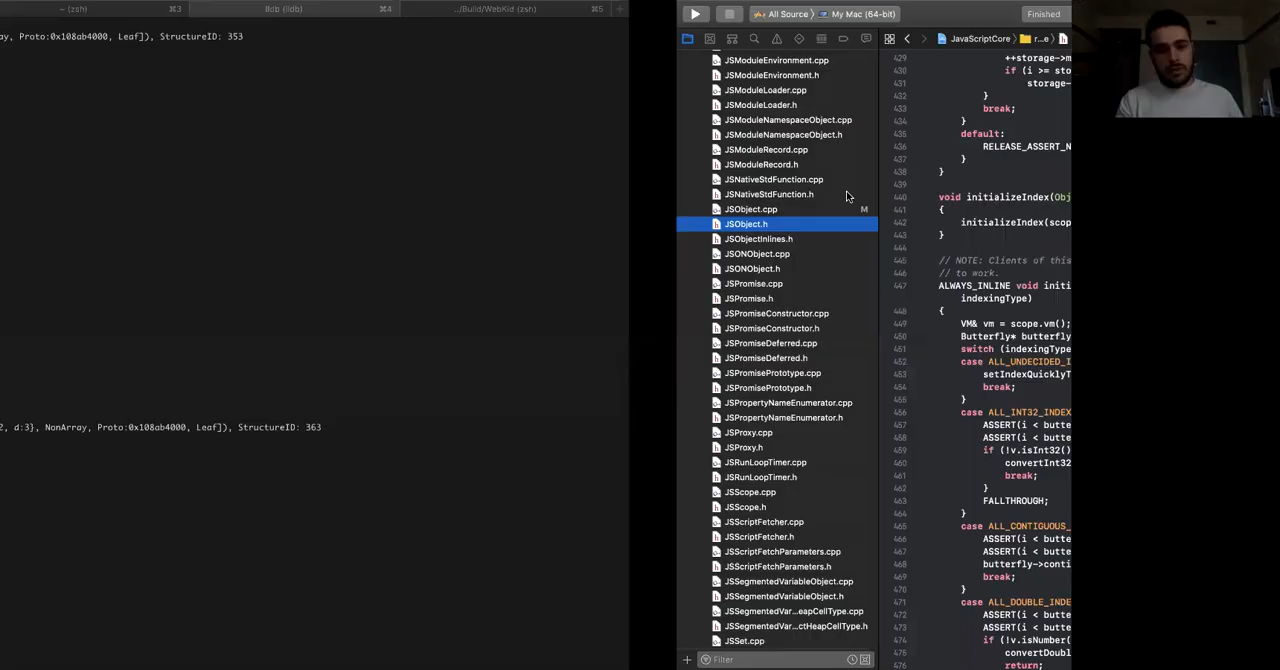 ~ (zsh) ⌘3 lldb (lldb) ⌘4 .../Build/WebKid (zsh) ⌘5 +
ay, Proto:0x108ab4000, Leaf]), StructureID: 353
2, d:3}, NonArray, Proto:0x108ab4000, Leaf]), StructureID: 363
All Source 〉 My Mac (64-bit) Finished
JavaScriptCore 〉 r...e 〉
JSModuleEnvironment.cpp
JSModuleEnvironment.h
JSModuleLoader.cpp
JSModuleLoader.h
JSModuleNamespaceObject.cpp
JSModuleNamespaceObject.h
JSModuleRecord.cpp
JSModuleRecord.h
JSNativeStdFunction.cpp
JSNativeStdFunction.h
JSObject.cpp M
JSObject.h
JSObjectInlines.h
JSONObject.cpp
JSONObject.h
JSPromise.cpp
JSPromise.h
JSPromiseConstructor.cpp
JSPromiseConstructor.h
JSPromiseDeferred.cpp
JSPromiseDeferred.h
JSPromisePrototype.cpp
JSPromisePrototype.h
JSPropertyNameEnumerator.cpp
JSPropertyNameEnumerator.h
JSProxy.cpp
JSProxy.h
JSRunLoopTimer.cpp
JSRunLoopTimer.h
JSScope.cpp
JSScope.h
JSScriptFetcher.cpp
JSScriptFetcher.h
JSScriptFetchParameters.cpp
JSScriptFetchParameters.h
JSSegmentedVariableObject.cpp
JSSegmentedVariableObject.h
JSSegmentedVar...eapCellType.cpp
JSSegmentedVar...ctHeapCellType.h
JSSet.cpp
+ Filter
429 ++storage->m
430 if (i >= sto
431 storage-
432 }
433 break;
434 }
435 default:
436 RELEASE_ASSERT_N
437 }
438 }
439
440 void initializeIndex(Obj
441 {
442 initializeIndex(scop
443 }
444
445 // NOTE: Clients of this
446 // to work.
447 ALWAYS_INLINE void initi
indexingType)
448 {
449 VM& vm = scope.vm();
450 Butterfly* butterfly
451 switch (indexingType
452 case ALL_UNDECIDED_I
453 setIndexQuicklyT
454 break;
455 }
456 case ALL_INT32_INDEX
457 ASSERT(i < butte
458 ASSERT(i < butte
459 if (!v.isInt32()
460 convertInt32
461 break;
462 }
463 FALLTHROUGH;
464 }
465 case ALL_CONTIGUOUS_
466 ASSERT(i < butte
467 ASSERT(i < butte
468 butterfly->conti
469 break;
470 }
471 case ALL_DOUBLE_INDE
472 ASSERT(i < butte
473 ASSERT(i < butte
474 if (!v.isNumber(
475 convertDoubl
476 return;